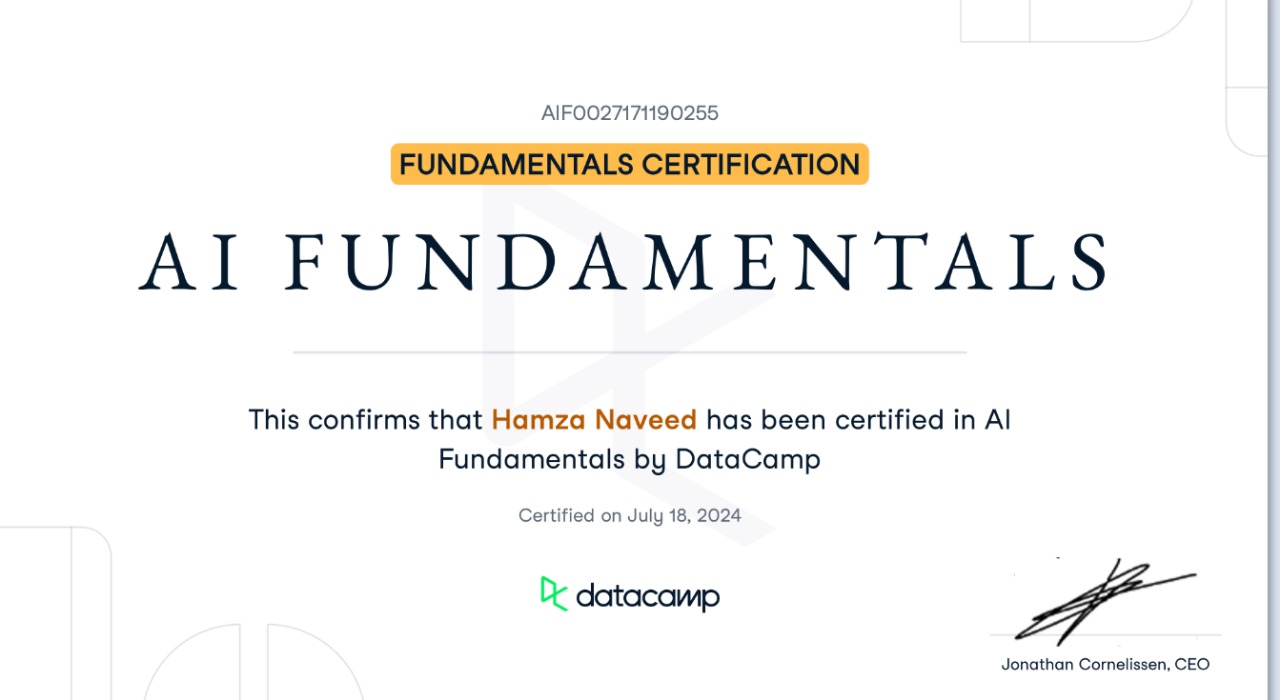 AIF0027171190255
FUNDAMENTALS CERTIFICATION
AI FUNDAMENTALS
This confirms that Hamza Naveed has been certified in AI
Fundamentals by DataCamp
Certified on July 18, 2024
datacamp
Jonathan Cornelissen, CEO